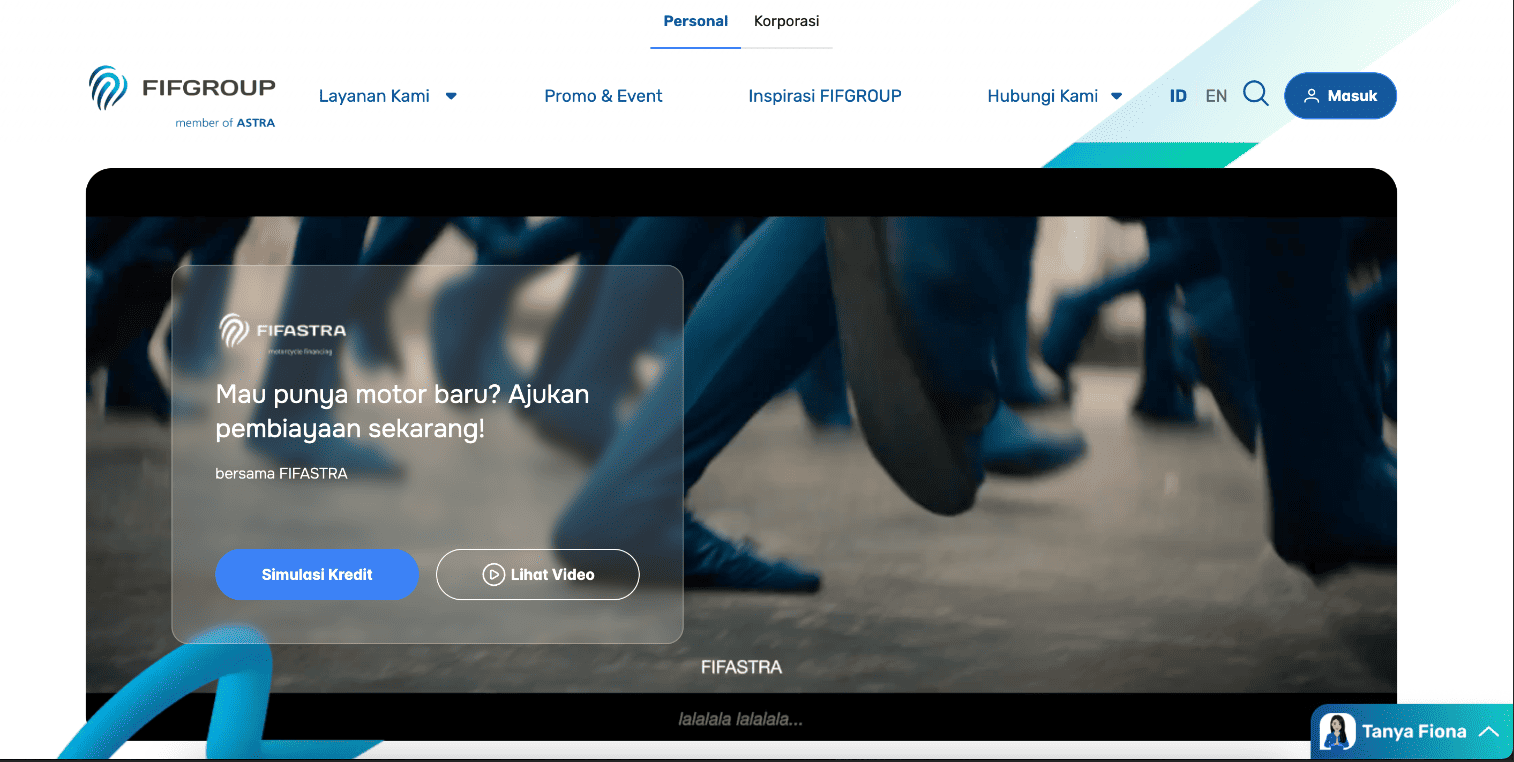 Personal Korporasi
FIFGROUP
member of ASTRA
Layanan Kami Promo & Event Inspirasi FIFGROUP Hubungi Kami ID EN Masuk
FIFASTRA
motorcycle financing
Mau punya motor baru? Ajukan
pembiayaan sekarang!
bersama FIFASTRA
Simulasi Kredit Lihat Video
FIFASTRA
lalalala lalalala...
Tanya Fiona